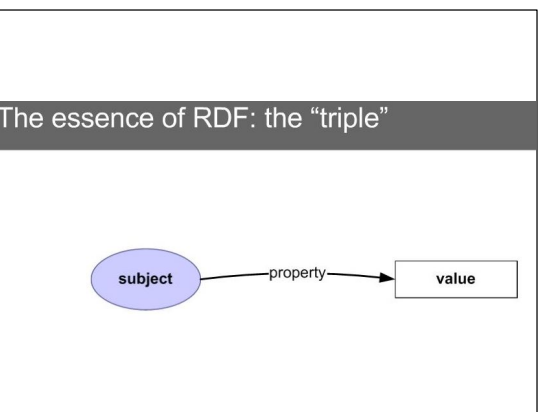 The essence of RDF: the “triple”
subject
property
value